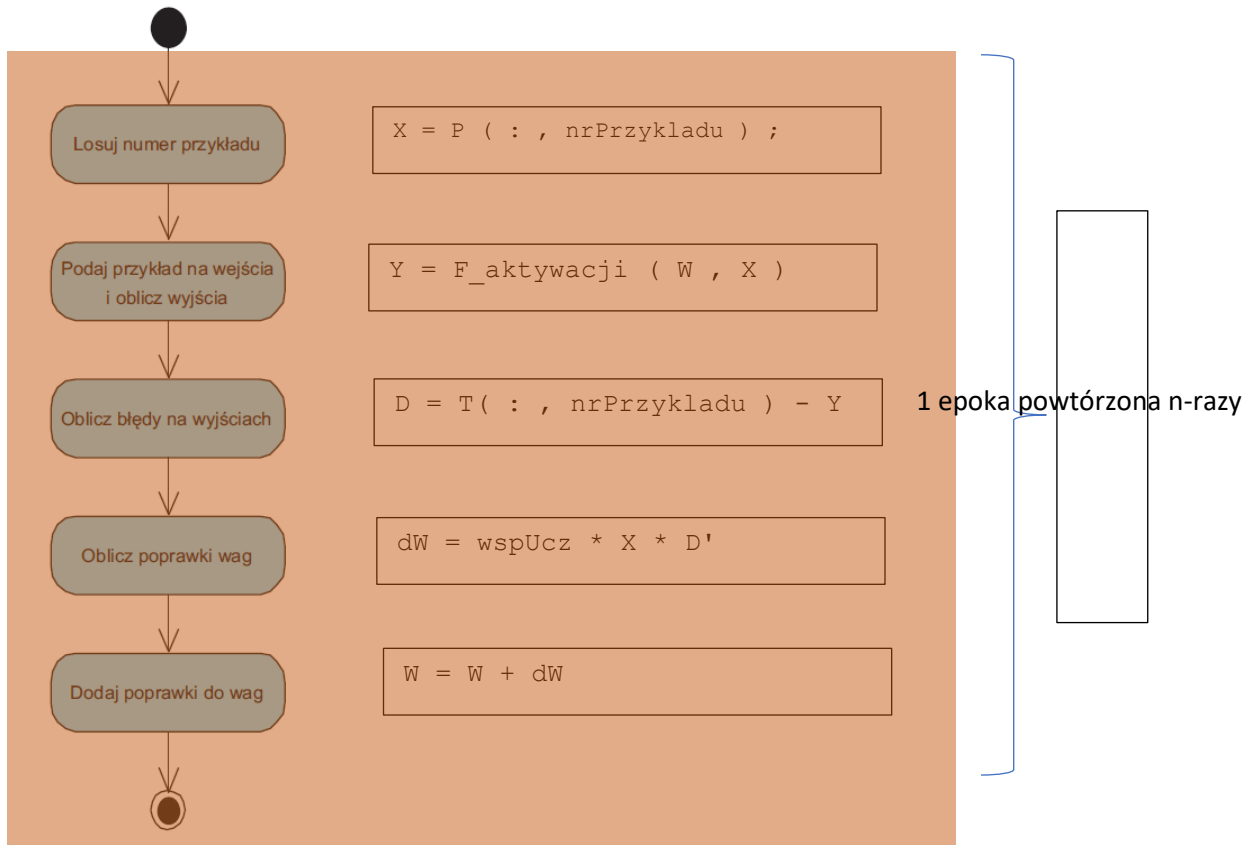 Losuj numer przykładu
X = P ( : , nrPrzykladu ) ;
Podaj przykład na wejścia
i oblicz wyjścia
Y = F_aktywacji ( W , X )
Oblicz błędy na wyjściach
D = T( : , nrPrzykladu ) - Y
1 epoka powtórzona n-razy
Oblicz poprawki wag
dW = wspUcz * X * D'
Dodaj poprawki do wag
W = W + dW